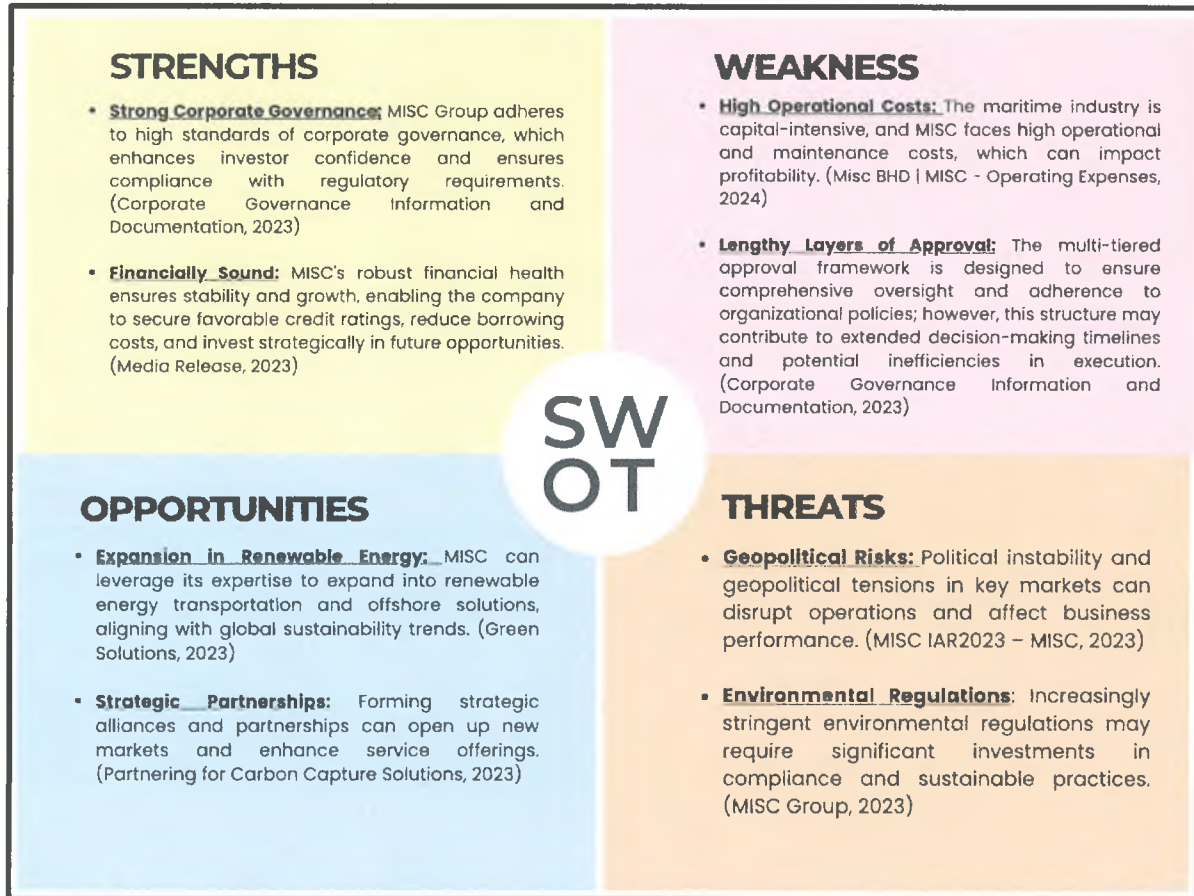 STRENGTHS
• Strong Corporate Governance: MISC Group adheres
to high standards of corporate governance, which
enhances investor confidence and ensures
compliance with regulatory requirements.
(Corporate Governance Information and
Documentation, 2023)
• Financially Sound: MISC's robust financial health
ensures stability and growth, enabling the company
to secure favorable credit ratings, reduce borrowing
costs, and invest strategically in future opportunities.
(Media Release, 2023)
WEAKNESS
• High Operational Costs: The maritime industry is
capital-intensive, and MISC faces high operational
and maintenance costs, which can impact
profitability. (Misc BHD | MISC - Operating Expenses,
2024)
• Lengthy Layers of Approval: The multi-tiered
approval framework is designed to ensure
comprehensive oversight and adherence to
organizational policies; however, this structure may
contribute to extended decision-making timelines
and potential inefficiencies in execution.
(Corporate Governance Information and
Documentation, 2023)
SW
OT
OPPORTUNITIES
• Expansion in Renewable Energy: MISC can
leverage its expertise to expand into renewable
energy transportation and offshore solutions,
aligning with global sustainability trends. (Green
Solutions, 2023)
• Strategic Partnerships: Forming strategic
alliances and partnerships can open up new
markets and enhance service offerings.
(Partnering for Carbon Capture Solutions, 2023)
THREATS
• Geopolitical Risks: Political instability and
geopolitical tensions in key markets can
disrupt operations and affect business
performance. (MISC IAR2023 – MISC, 2023)
• Environmental Regulations: Increasingly
stringent environmental regulations may
require significant investments in
compliance and sustainable practices.
(MISC Group, 2023)